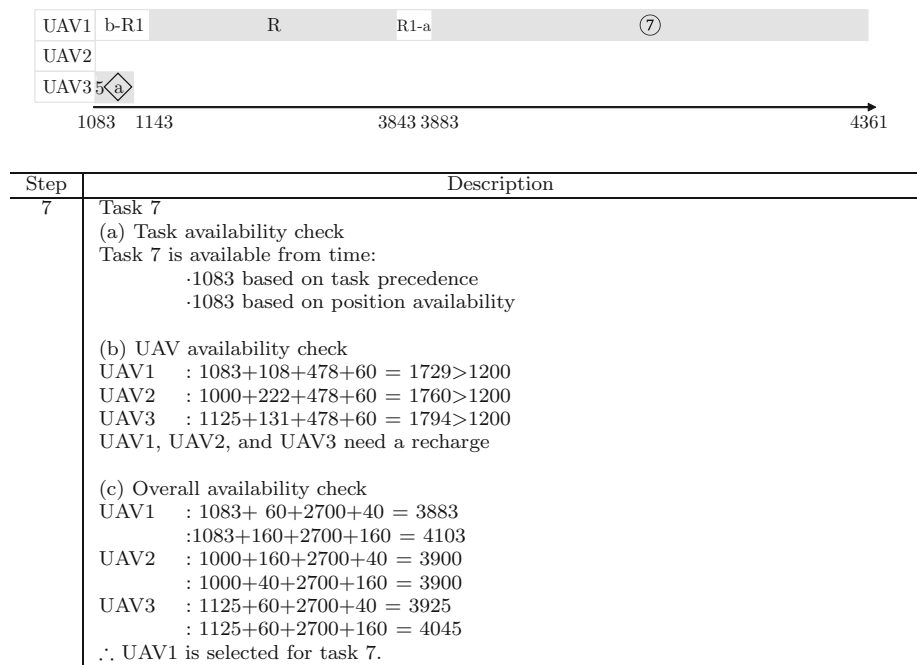 UAV1 b-R1 R R1-a 7
UAV2
UAV3 5 a
1083 1143 3843 3883 4361
Step Description
7 Task 7
(a) Task availability check
Task 7 is available from time:
·1083 based on task precedence
·1083 based on position availability
(b) UAV availability check
UAV1 : 1083+108+478+60 = 1729>1200
UAV2 : 1000+222+478+60 = 1760>1200
UAV3 : 1125+131+478+60 = 1794>1200
UAV1, UAV2, and UAV3 need a recharge
(c) Overall availability check
UAV1 : 1083+ 60+2700+40 = 3883
:1083+160+2700+160 = 4103
UAV2 : 1000+160+2700+40 = 3900
: 1000+40+2700+160 = 3900
UAV3 : 1125+60+2700+40 = 3925
: 1125+60+2700+160 = 4045
∴ UAV1 is selected for task 7.